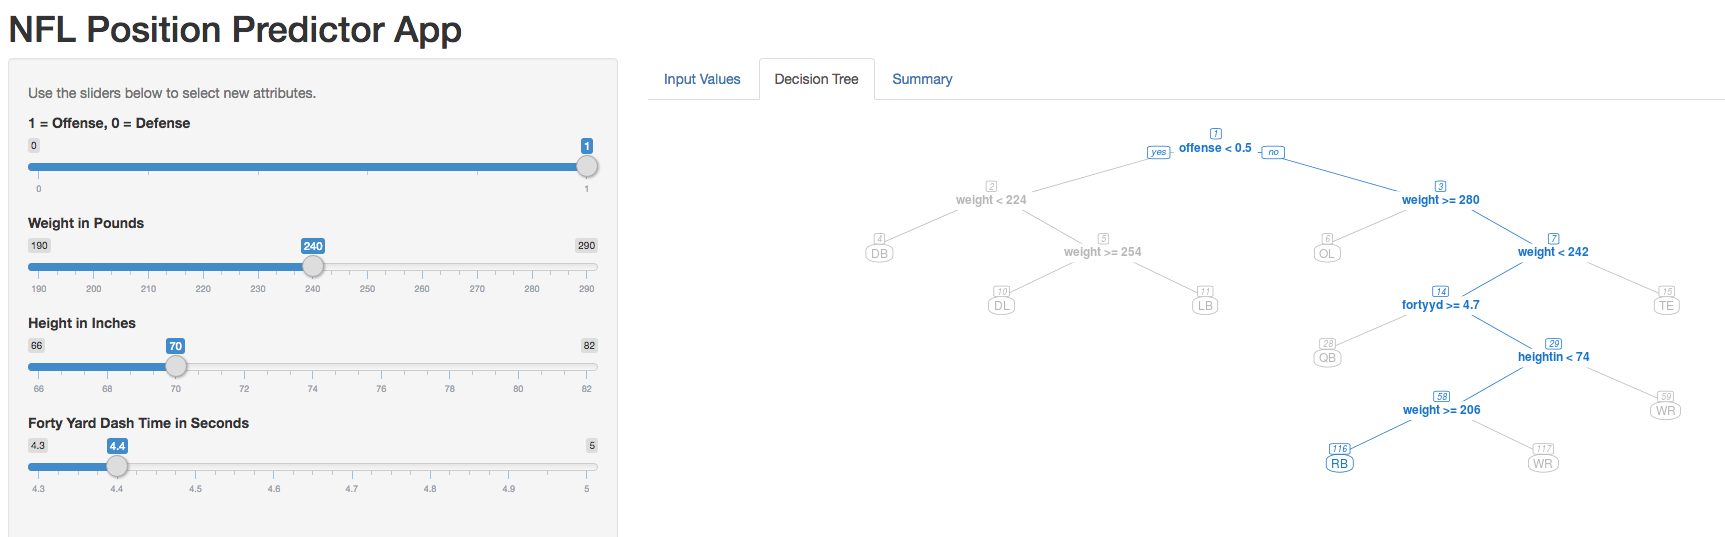 NFL Position Predictor App
Use the sliders below to select new attributes.
1 = Offense, 0 = Defense
0 1
0 1
Weight in Pounds
190 240 290
190 200 210 220 230 240 250 260 270 280 290
Height in Inches
66 70 82
66 68 70 72 74 76 78 80 82
Forty Yard Dash Time in Seconds
4.3 4.4 5
4.3 4.4 4.5 4.6 4.7 4.8 4.9 5
Input Values Decision Tree Summary
1
yes offense < 0.5 no
2 3
weight < 224 weight >= 280
4 5 6 7
DB weight >= 254 OL weight < 242
10 11 14 15
DL LB fortyyd >= 4.7 TE
28 29
QB heightin < 74
58 59
weight >= 206 WR
116 117
RB WR